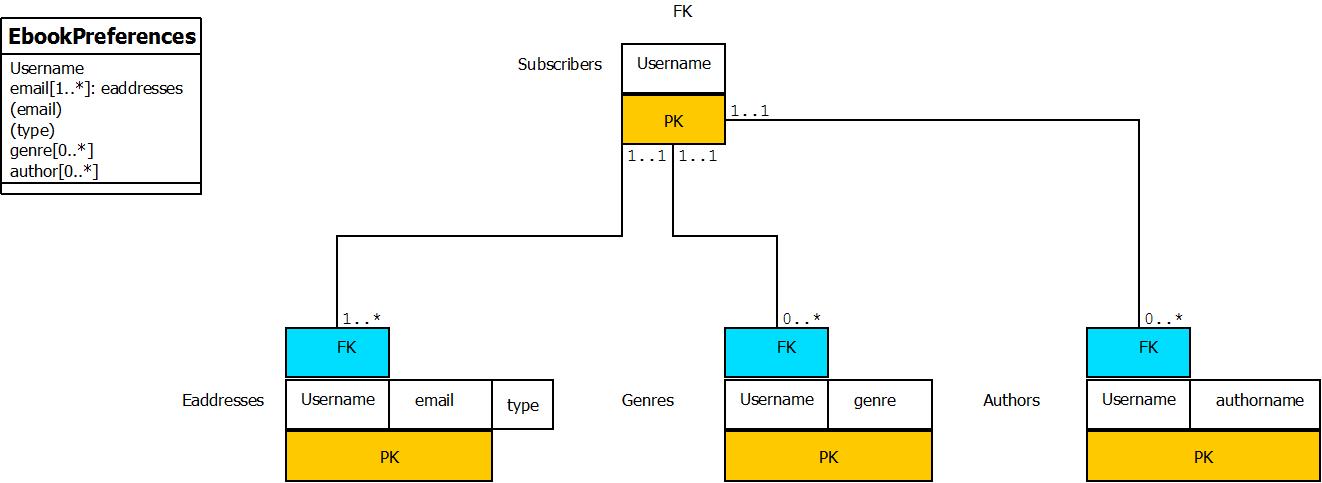 FK
EbookPreferences
Username
email[1..*]: eaddresses
(email)
(type)
genre[0..*]
author[0..*]
Subscribers
Username
PK
1..1
1..1
1..1
1..*
0..*
0..*
FK
FK
FK
Eaddresses
Username
email
type
Genres
Username
genre
Authors
Username
authorname
PK
PK
PK